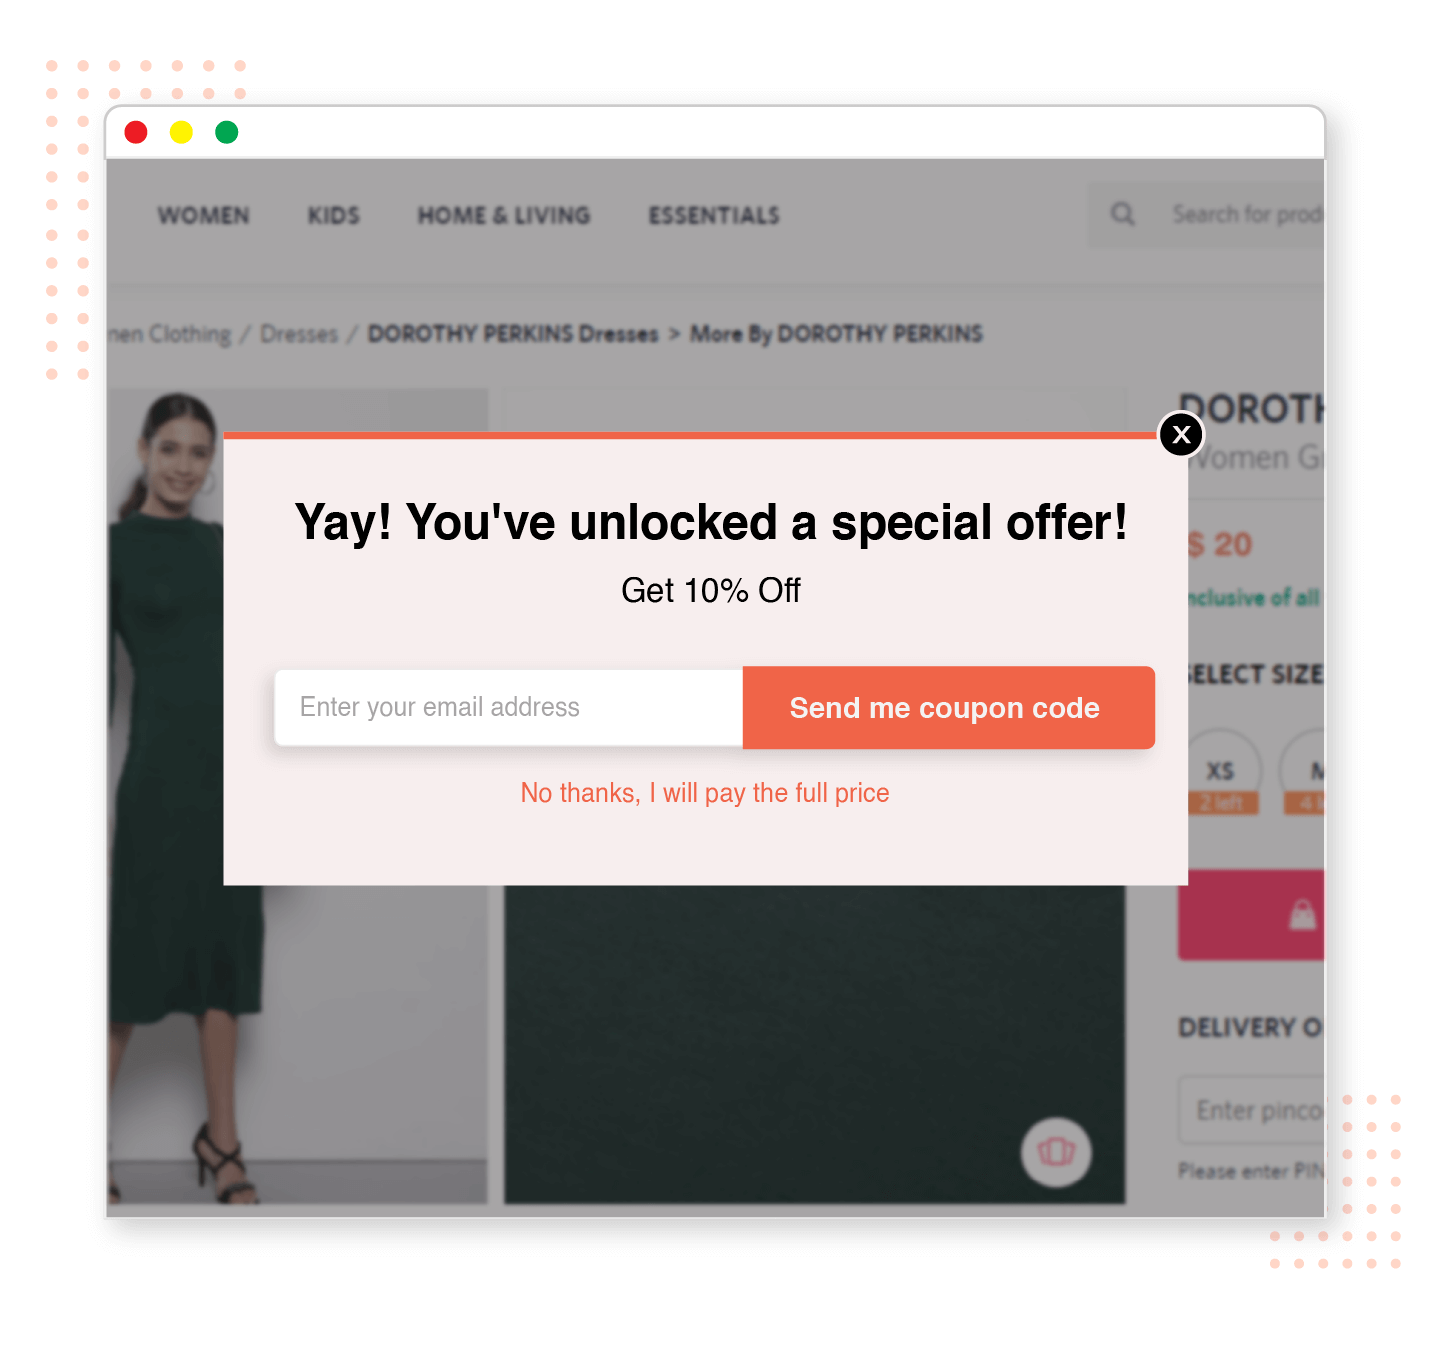 WOMEN KIDS HOME & LIVING ESSENTIALS Search for prod
nen Clothing / Dresses / DOROTHY PERKINS Dresses > More By DOROTHY PERKINS
DOROTH
X
Women G
Yay! You've unlocked a special offer!
$ 20
Get 10% Off
nclusive of all
SELECT SIZE
Enter your email address Send me coupon code
XS M
2 left 4 l
No thanks, I will pay the full price
DELIVERY O
Enter pinco
Please enter PIN